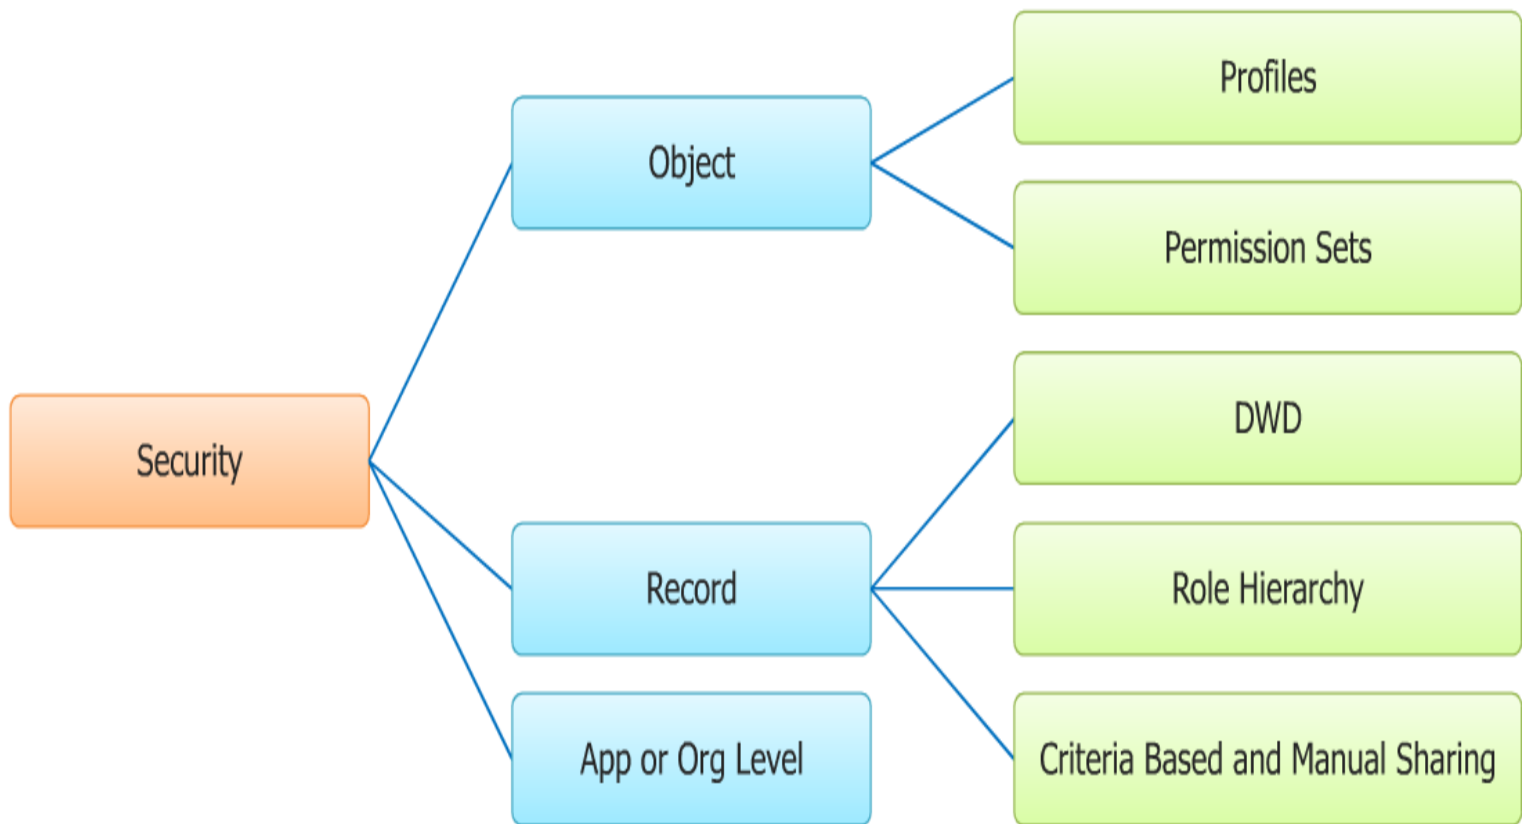 Security
Object
Profiles
Permission Sets
Record
DWD
Role Hierarchy
Criteria Based and Manual Sharing
App or Org Level